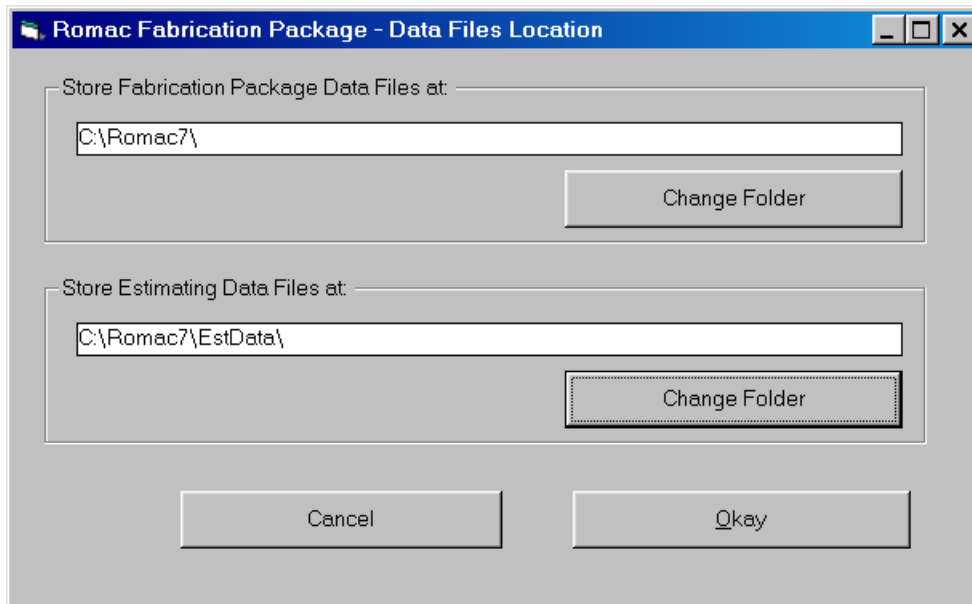 Romac Fabrication Package - Data Files Location
Store Fabrication Package Data Files at:
C:\Romac7\
Change Folder
Store Estimating Data Files at:
C:\Romac7\EstData\
Change Folder
Cancel
Okay